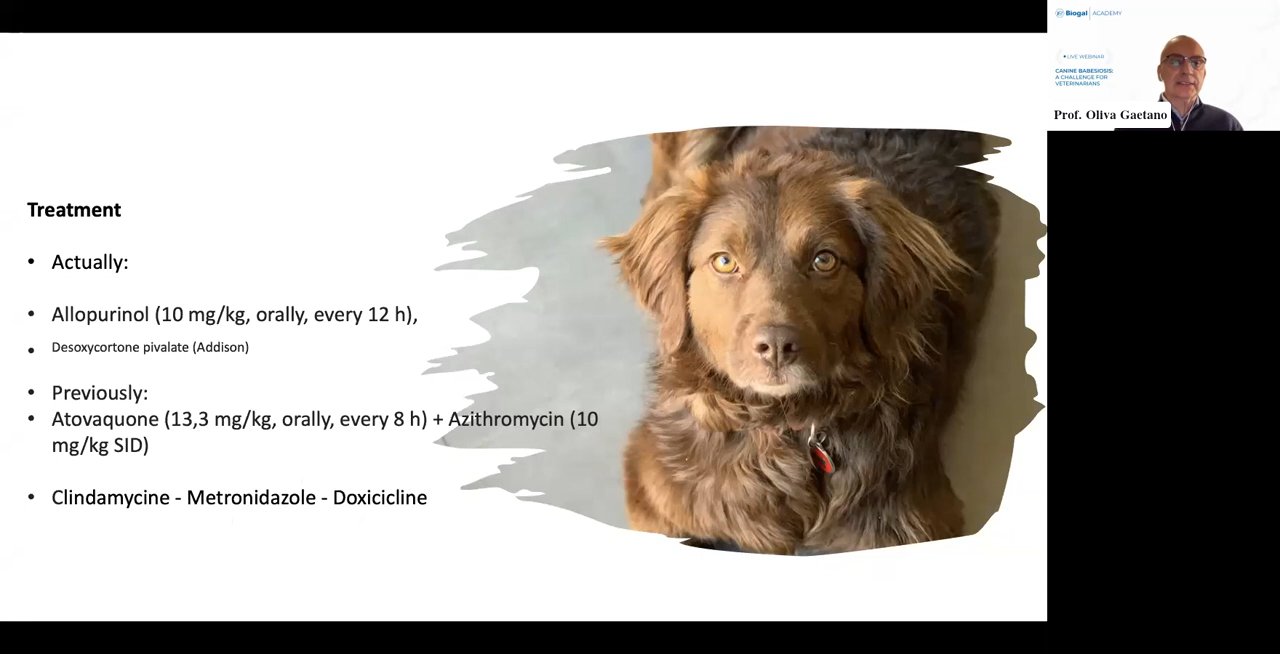 Biogal ACADEMY
LIVE WEBINAR
CANINE BABESIOSIS:
A CHALLENGE FOR
VETERINARIANS
Prof. Oliva Gaetano
Treatment
• Actually:
• Allopurinol (10 mg/kg, orally, every 12 h),
• Desoxycortone pivalate (Addison)
• Previously:
• Atovaquone (13,3 mg/kg, orally, every 8 h) + Azithromycin (10
mg/kg SID)
• Clindamycine - Metronidazole - Doxicicline